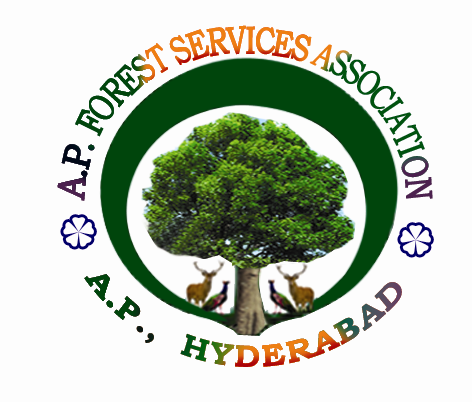 A.P. FOREST SERVICES ASSOCIATION
A.P., HYDERABAD